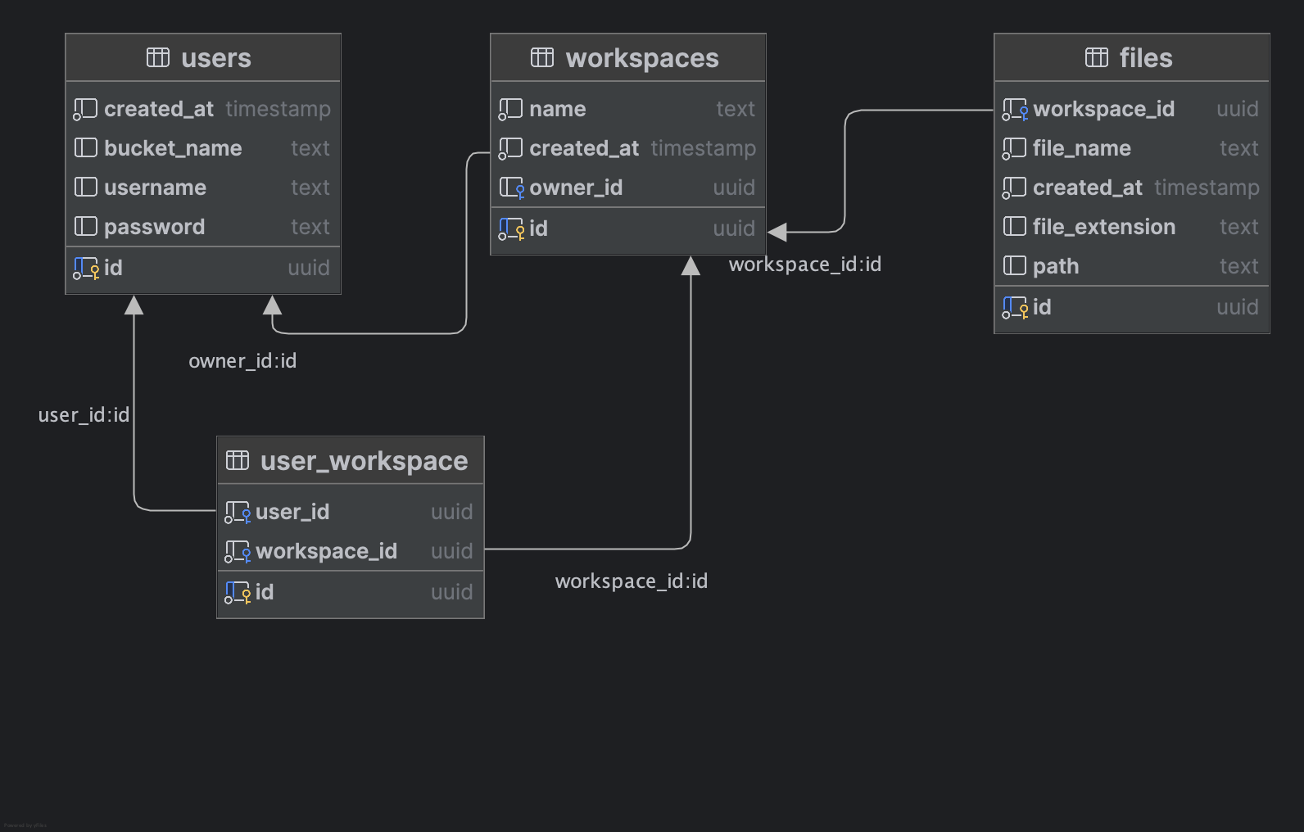 users
created_at timestamp
bucket_name text
username text
password text
id uuid
workspaces
name text
created_at timestamp
owner_id uuid
id uuid
files
workspace_id uuid
file_name text
created_at timestamp
file_extension text
path text
id uuid
workspace_id:id
owner_id:id
user_id:id
user_workspace
user_id uuid
workspace_id uuid
id uuid
workspace_id:id